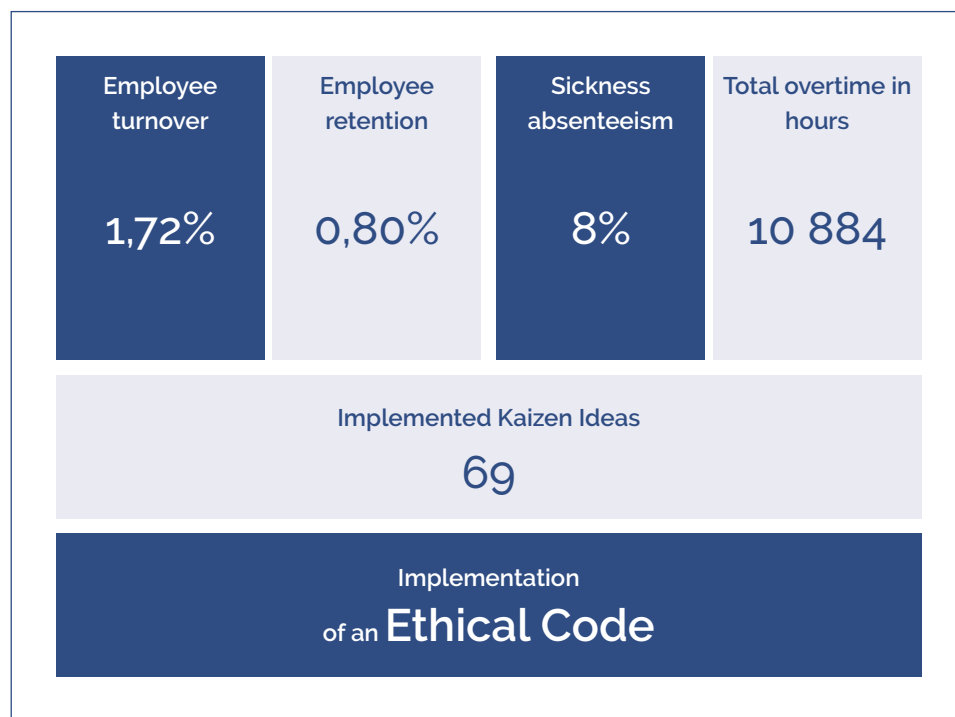 Employee
turnover
1,72%
Employee
retention
0,80%
Sickness
absenteeism
8%
Total overtime in
hours
10 884
Implemented Kaizen Ideas
69
Implementation
of an Ethical Code